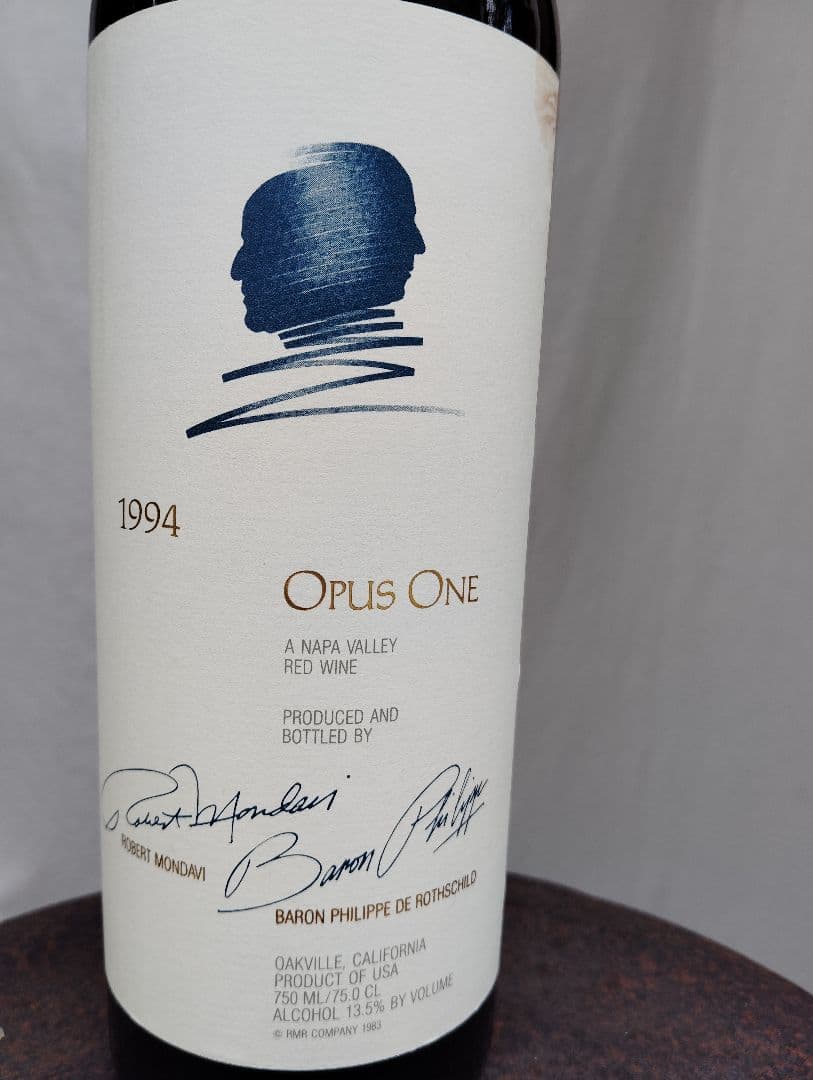 1994
OPUS ONE
A NAPA VALLEY
RED WINE
PRODUCED AND
BOTTLED BY
Robert Mondavi
ROBERT MONDAVI
Baron Philippe
BARON PHILIPPE DE ROTHSCHILD
OAKVILLE, CALIFORNIA
PRODUCT OF USA
750 ML/75.0 CL
ALCOHOL 13.5% BY VOLUME
© RMR COMPANY 1983